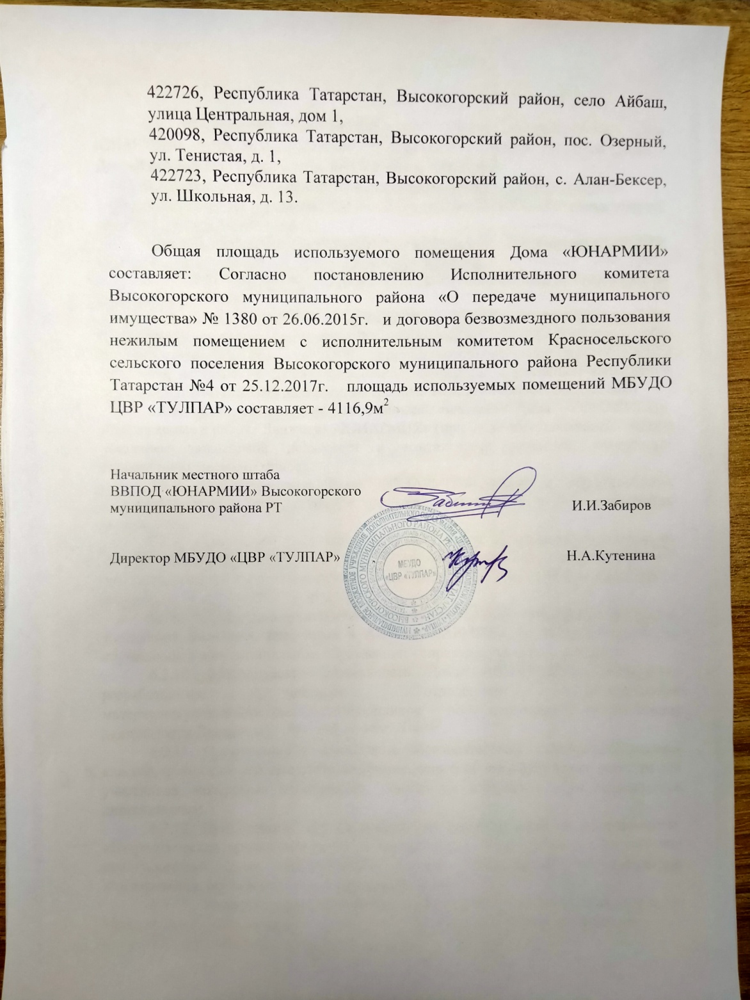 422726, Республика Татарстан, Высокогорский район, село Айбаш,
улица Центральная, дом 1,
420098, Республика Татарстан, Высокогорский район, пос. Озерный,
ул. Тенистая, д. 1,
422723, Республика Татарстан, Высокогорский район, с. Алан-Бексер,
ул. Школьная, д. 13.
Общая площадь используемого помещения Дома «ЮНАРМИИ»
составляет: Согласно постановлению Исполнительного комитета
Высокогорского муниципального района «О передаче муниципального
имущества» № 1380 от 26.06.2015г. и договора безвозмездного пользования
нежилым помещением с исполнительным комитетом Красносельского
сельского поселения Высокогорского муниципального района Республики
Татарстан №4 от 25.12.2017г. площадь используемых помещений МБУДО
ЦВР «ТУЛПАР» составляет - 4116,9м²
Начальник местного штаба
ВВПОД «ЮНАРМИИ» Высокогорского
муниципального района РТ И.И.Забиров
Директор МБУДО «ЦВР «ТУЛПАР» Н.А.Кутенина
МБУДО
«ЦВР «ТУЛПАР»